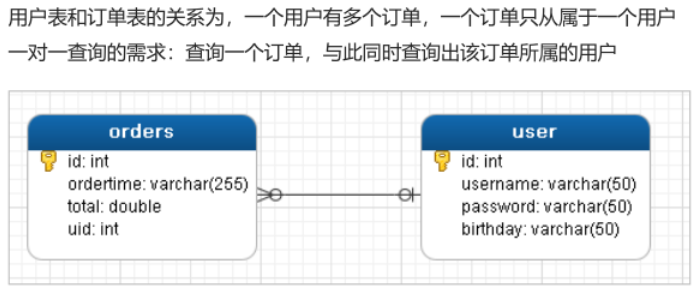 用户表和订单表的关系为，一个用户有多个订单，一个订单只从属于一个用户
一对一查询的需求：查询一个订单，与此同时查询出该订单所属的用户
orders
id: int
ordertime: varchar(255)
total: double
uid: int
user
id: int
username: varchar(50)
password: varchar(50)
birthday: varchar(50)